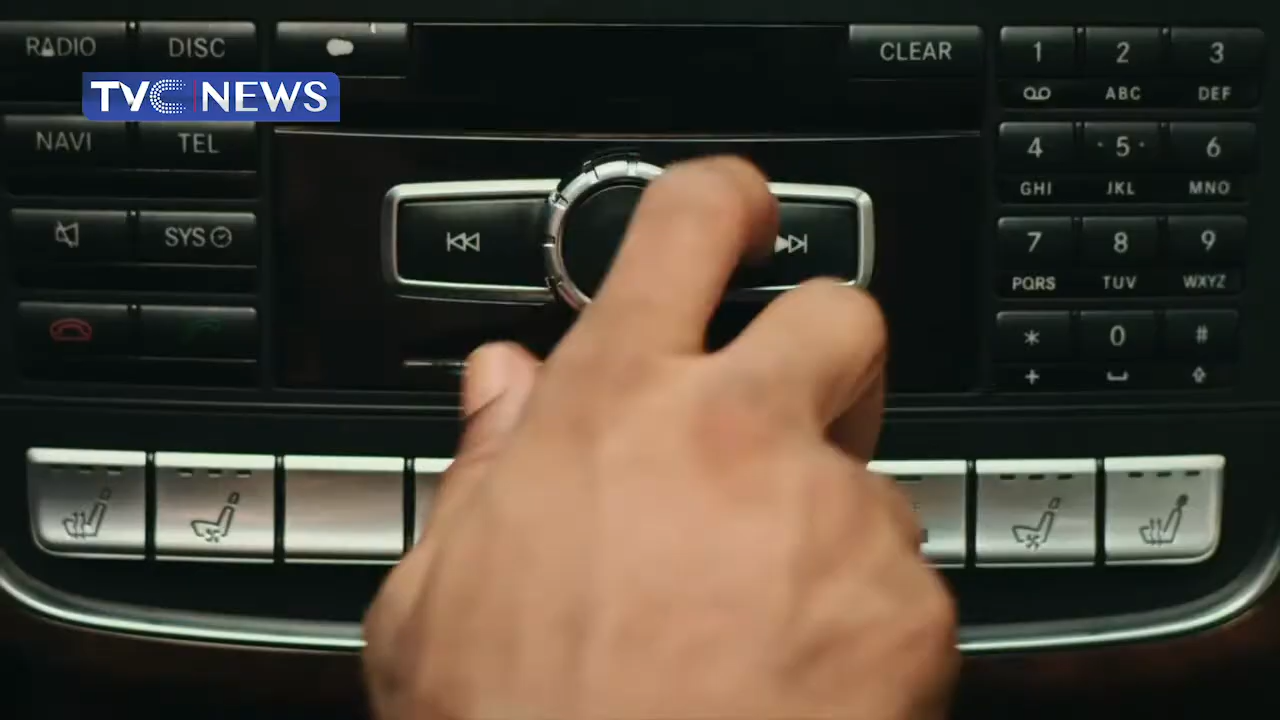 RADIO DISC CLEAR
TVC NEWS
NAVI TEL
SYS
1 2 3
ABC DEF
4 5 6
GHI JKL MNO
7 8 9
PQRS TUV WXYZ
* 0 #
+